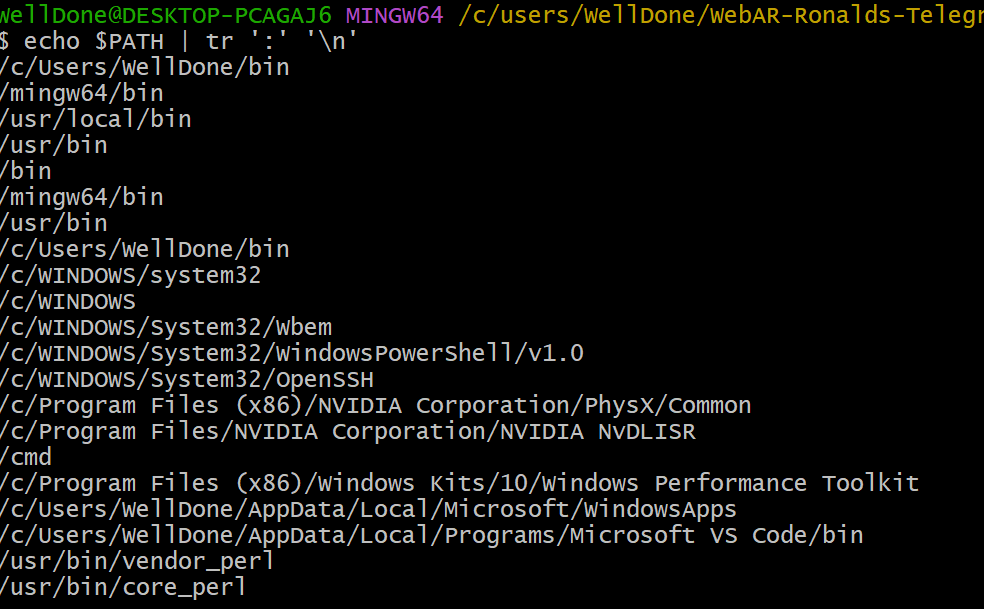 WellDone@DESKTOP-PCAGAJ6 MINGW64 /c/users/WellDone/WebAR-Ronalds-Telegr
$ echo $PATH | tr ':' '\n'
/c/Users/WellDone/bin
/mingw64/bin
/usr/local/bin
/usr/bin
/bin
/mingw64/bin
/usr/bin
/c/Users/WellDone/bin
/c/WINDOWS/system32
/c/WINDOWS
/c/WINDOWS/System32/Wbem
/c/WINDOWS/System32/WindowsPowerShell/v1.0
/c/WINDOWS/System32/OpenSSH
/c/Program Files (x86)/NVIDIA Corporation/PhysX/Common
/c/Program Files/NVIDIA Corporation/NVIDIA NvDLISR
/cmd
/c/Program Files (x86)/Windows Kits/10/Windows Performance Toolkit
/c/Users/WellDone/AppData/Local/Microsoft/WindowsApps
/c/Users/WellDone/AppData/Local/Programs/Microsoft VS Code/bin
/usr/bin/vendor_perl
/usr/bin/core_perl